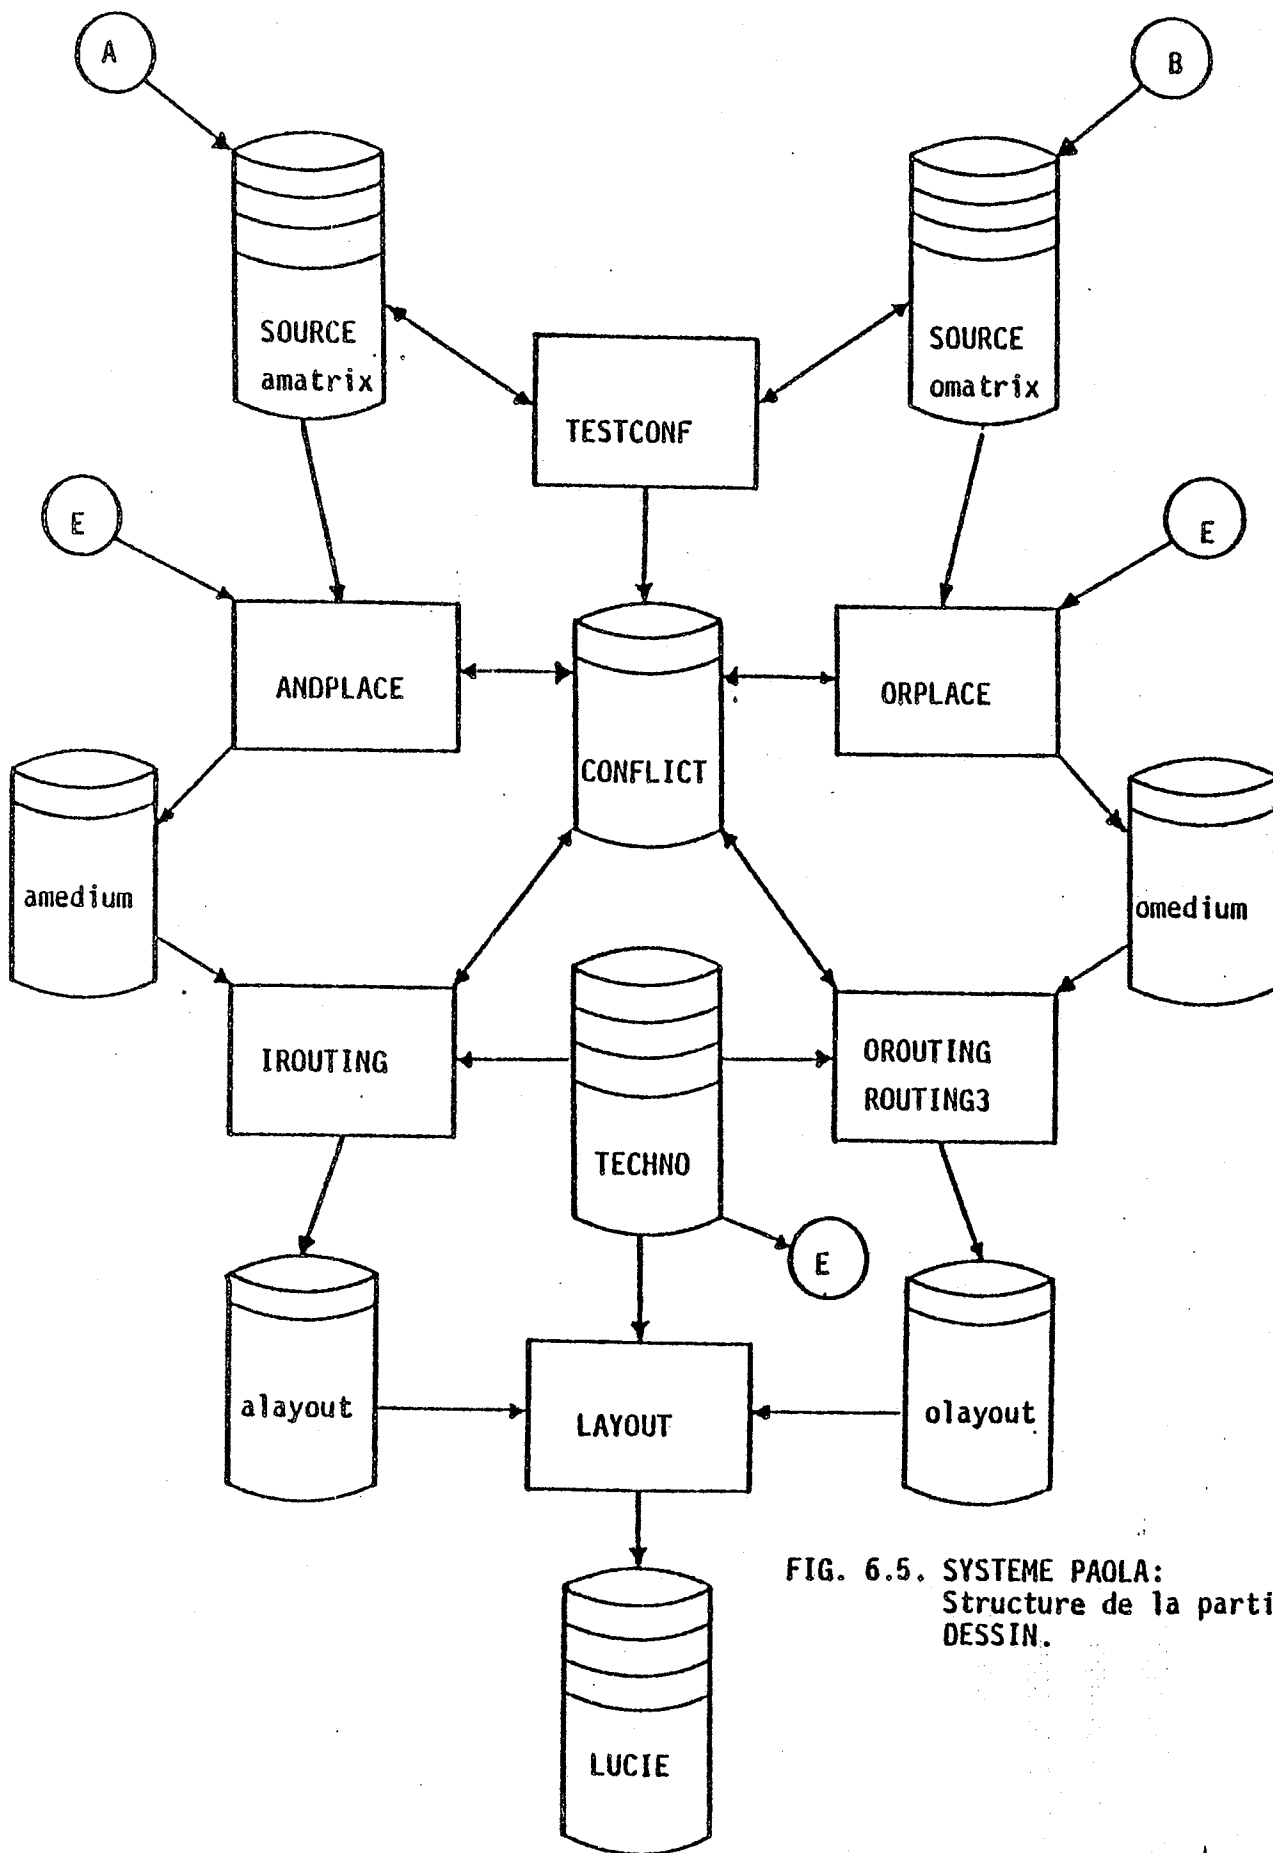 A
B
SOURCE
amatrix
SOURCE
omatrix
TESTCONF
E
E
ANDPLACE
CONFLICT
ORPLACE
amedium
omedium
IROUTING
TECHNO
OROUTING
ROUTING3
E
alayout
LAYOUT
olayout
FIG. 6.5. SYSTEME PAOLA:
Structure de la parti
DESSIN.
LUCIE